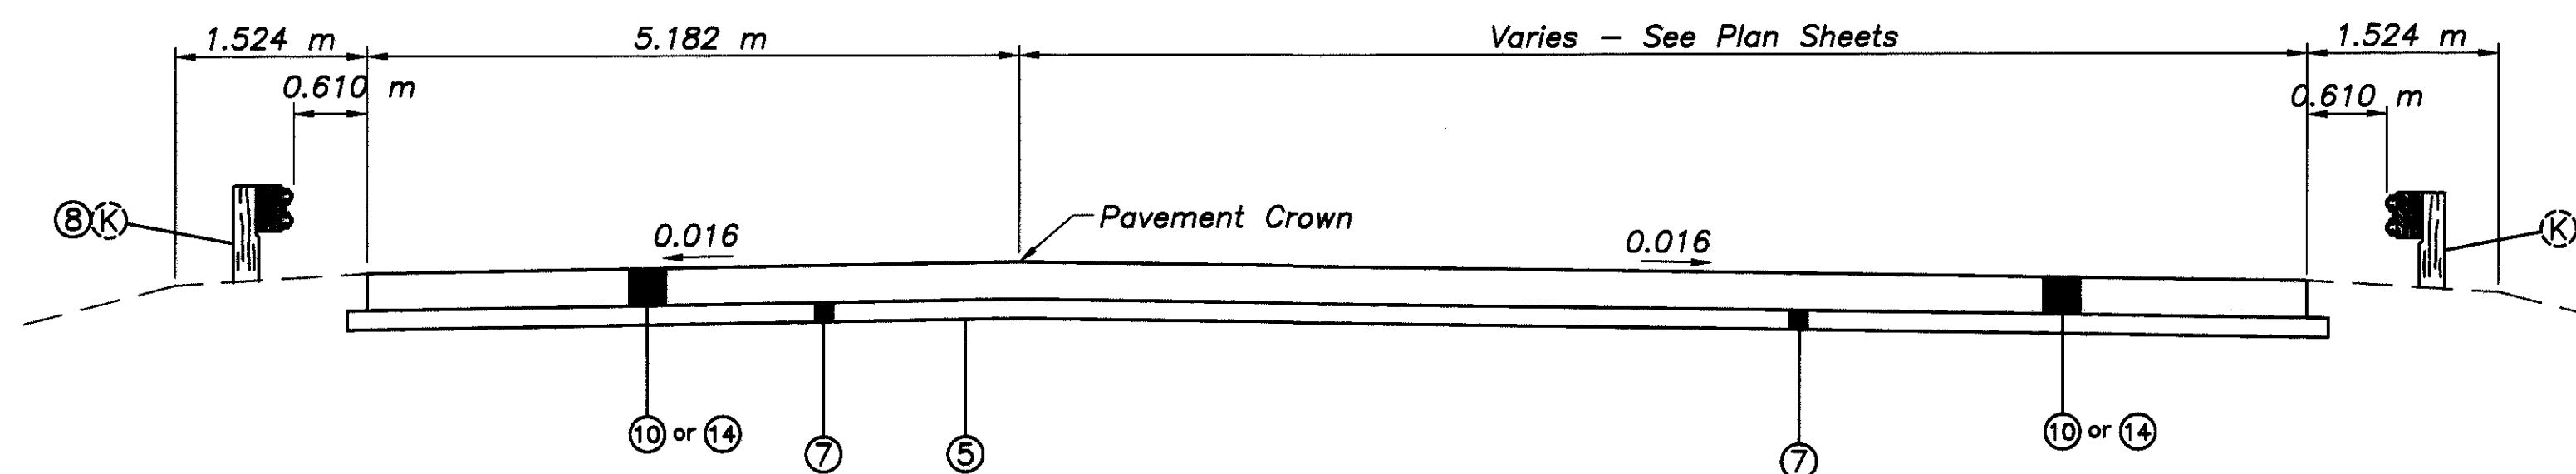 1.524 m
5.182 m
Varies - See Plan Sheets
1.524 m
0.610 m
0.610 m
8 K
0.016
Pavement Crown
0.016
K
10 or 14
7
5
7
10 or 14